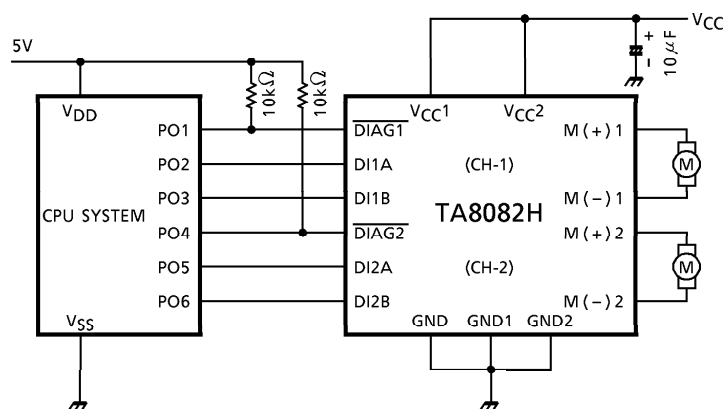 VCC
5V
10kΩ
10kΩ
+
-
10μF
VDD
VCC1
VCC2
PO1
DIAG1
M(+)1
M
PO2
DI1A
(CH-1)
PO3
DI1B
M(-)1
CPU SYSTEM
TA8082H
PO4
DIAG2
M(+)2
M
PO5
DI2A
(CH-2)
PO6
DI2B
M(-)2
VSS
GND
GND1
GND2